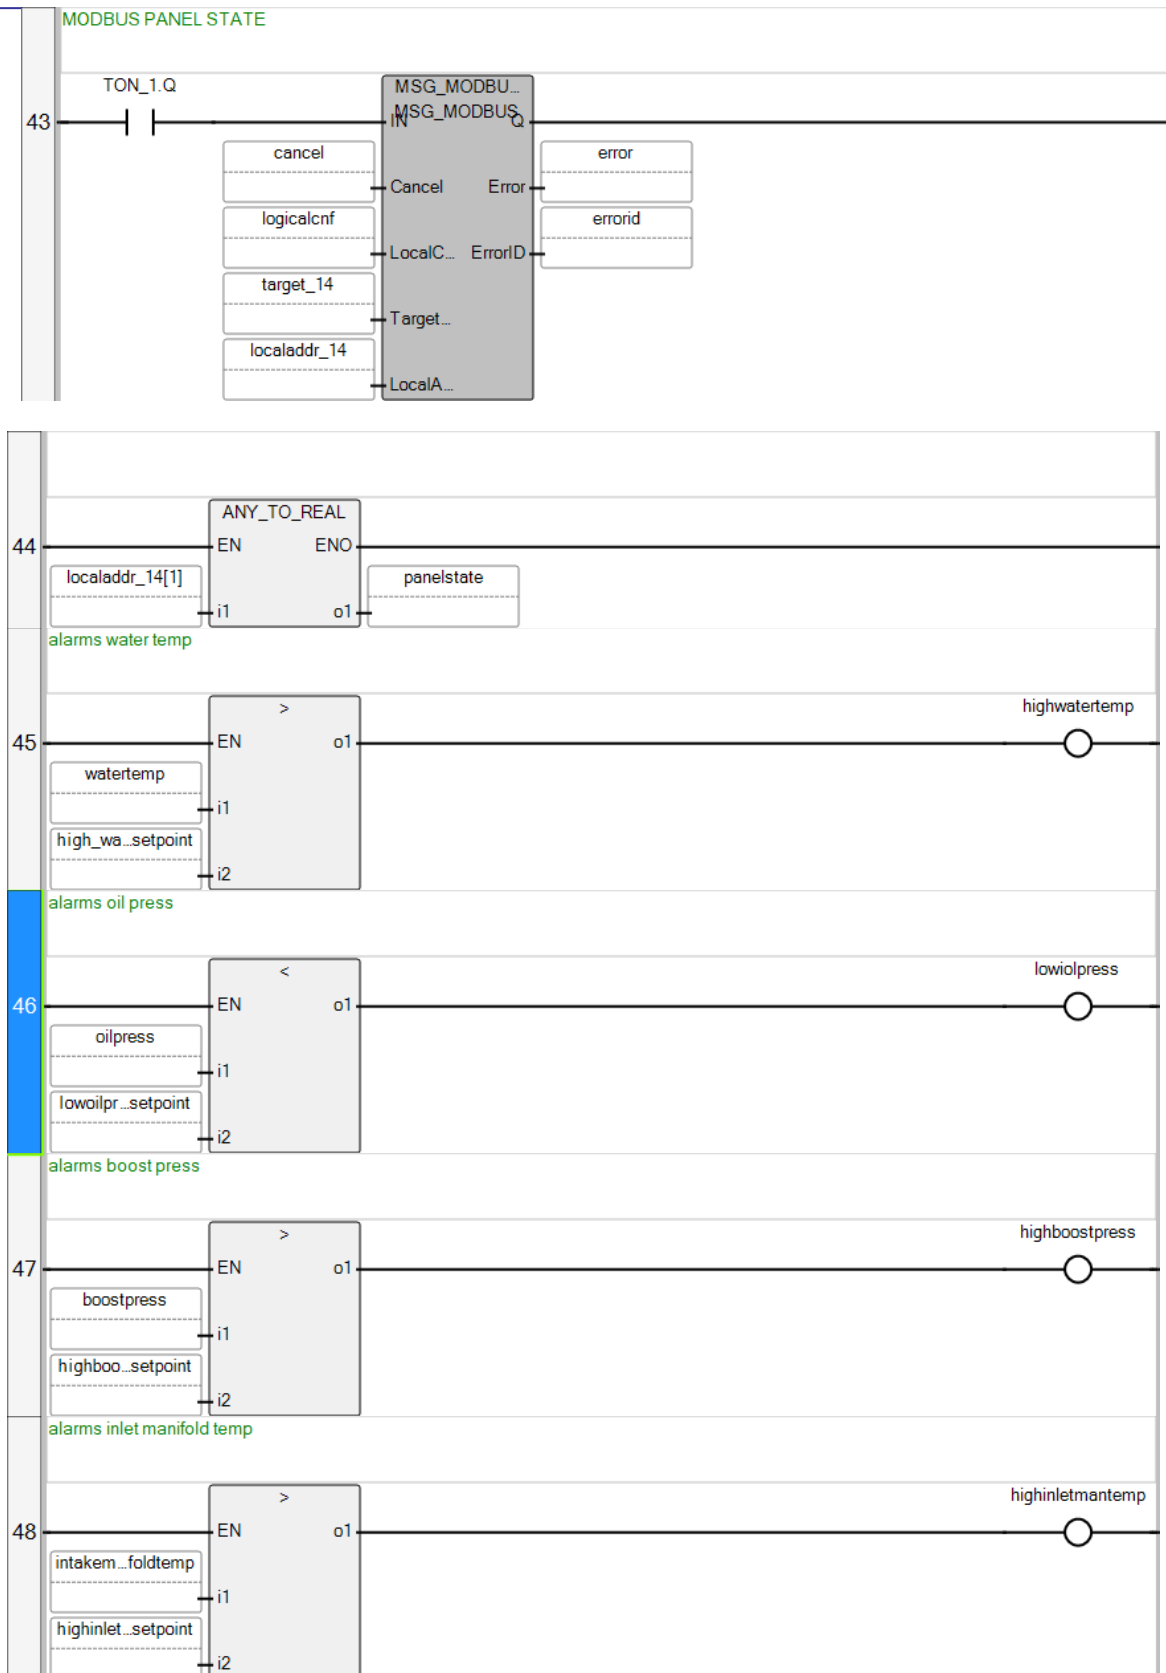 MODBUS PANEL STATE
TON_1.Q
MSG_MODBU...
MSG_MODBUS
43
IN
Q
cancel
error
Cancel
Error
logicalcnf
errorid
LocalC...
ErrorID
target_14
Target...
localaddr_14
LocalA...
ANY_TO_REAL
44
EN
ENO
localaddr_14[1]
panelstate
i1
o1
alarms water temp
>
highwatertemp
45
EN
o1
watertemp
i1
high_wa...setpoint
i2
alarms oil press
<
lowiolpress
46
EN
o1
oilpress
i1
lowoilpr...setpoint
i2
alarms boost press
>
highboostpress
47
EN
o1
boostpress
i1
highboo...setpoint
i2
alarms inlet manifold temp
>
highinletmantemp
48
EN
o1
intakem...foldtemp
i1
highinlet...setpoint
i2